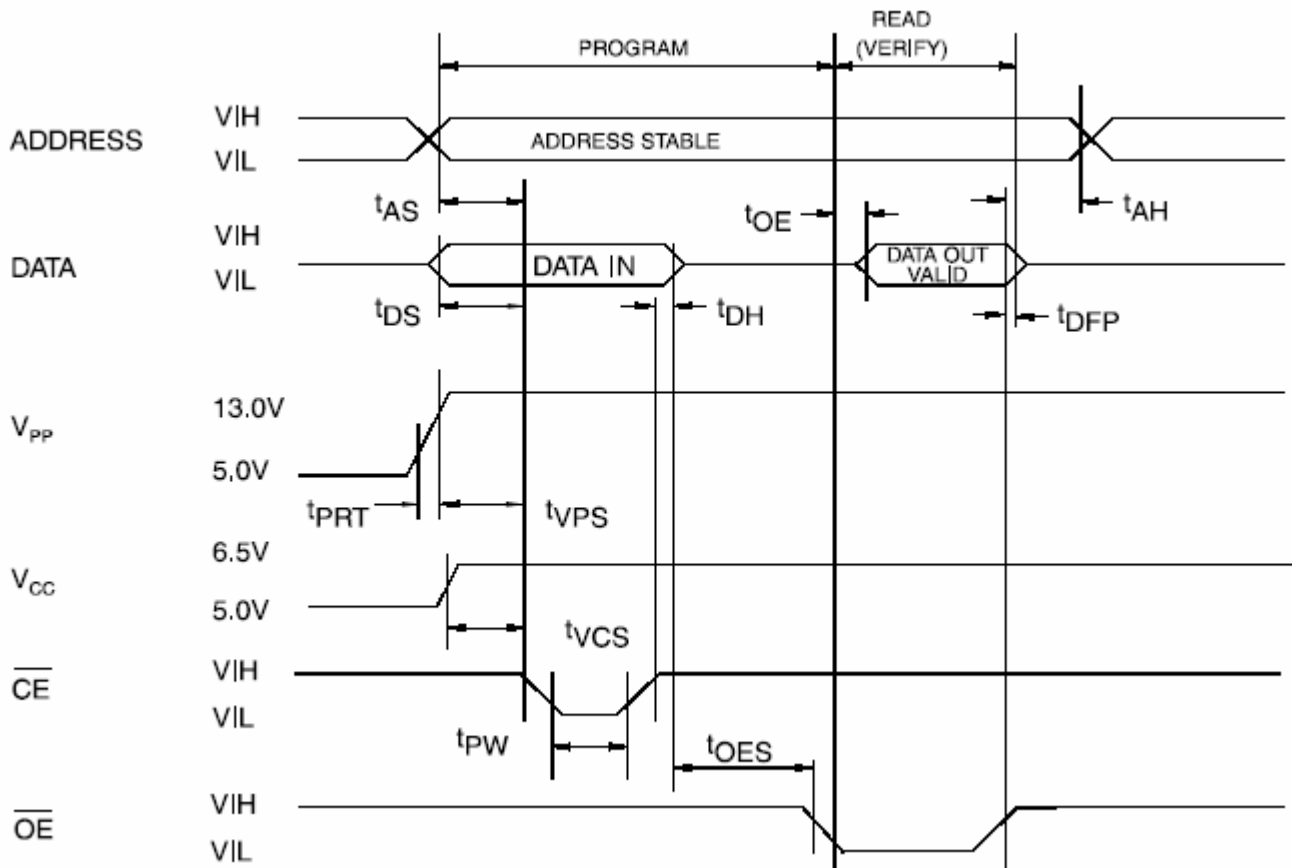 READ
PROGRAM (VERIFY)
VIH
ADDRESS ADDRESS STABLE
VIL
tAS tOE tAH
VIH
DATA DATA IN DATA OUT VALID
VIL
tDS tDH tDFP
13.0V
VPP
5.0V
tPRT tVPS
6.5V
VCC
5.0V
tVCS
VIH
CE
VIL
tPW tOES
VIH
OE
VIL